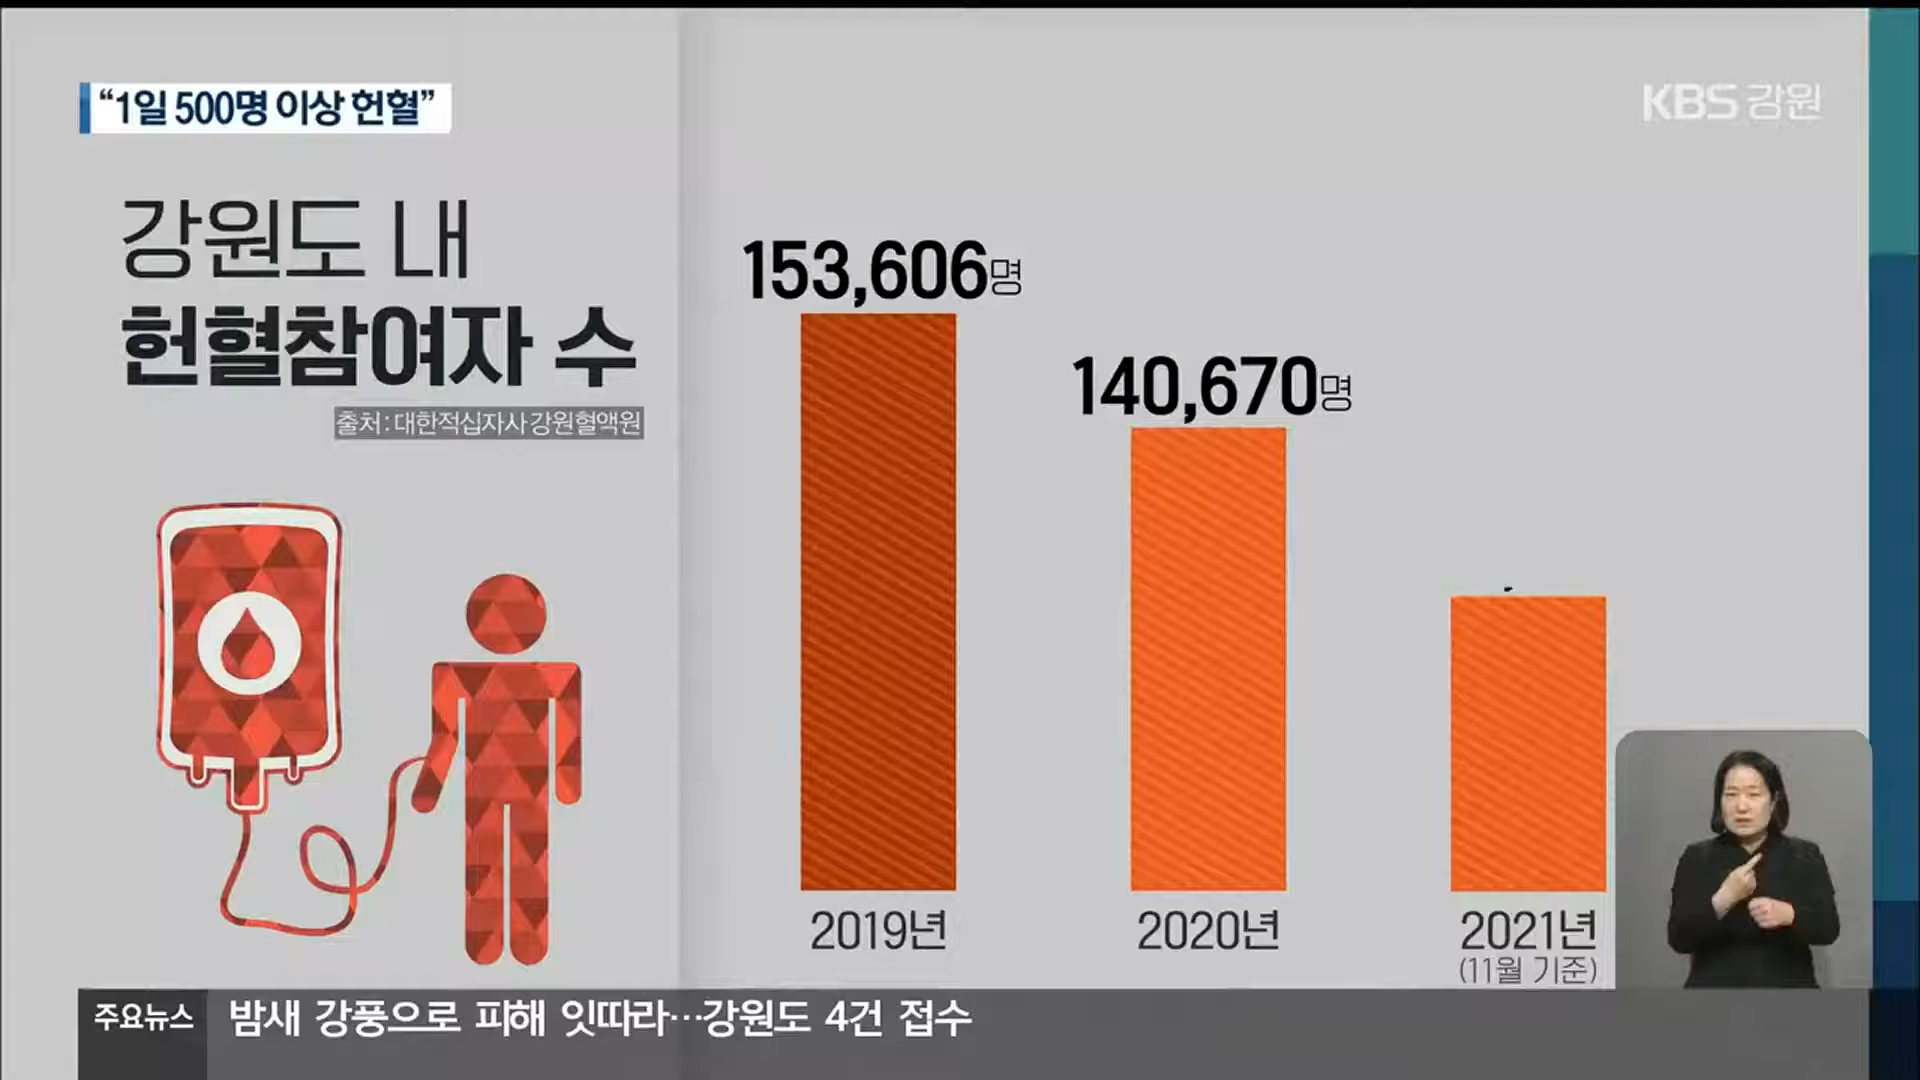 “1일 500명 이상 헌혈”
KBS 강원
강원도 내
헌혈참여자 수
출처 : 대한적십자사 강원혈액원
153,606명
140,670명
2019년
2020년
2021년
(11월 기준)
주요뉴스
밤새 강풍으로 피해 잇따라…강원도 4건 접수